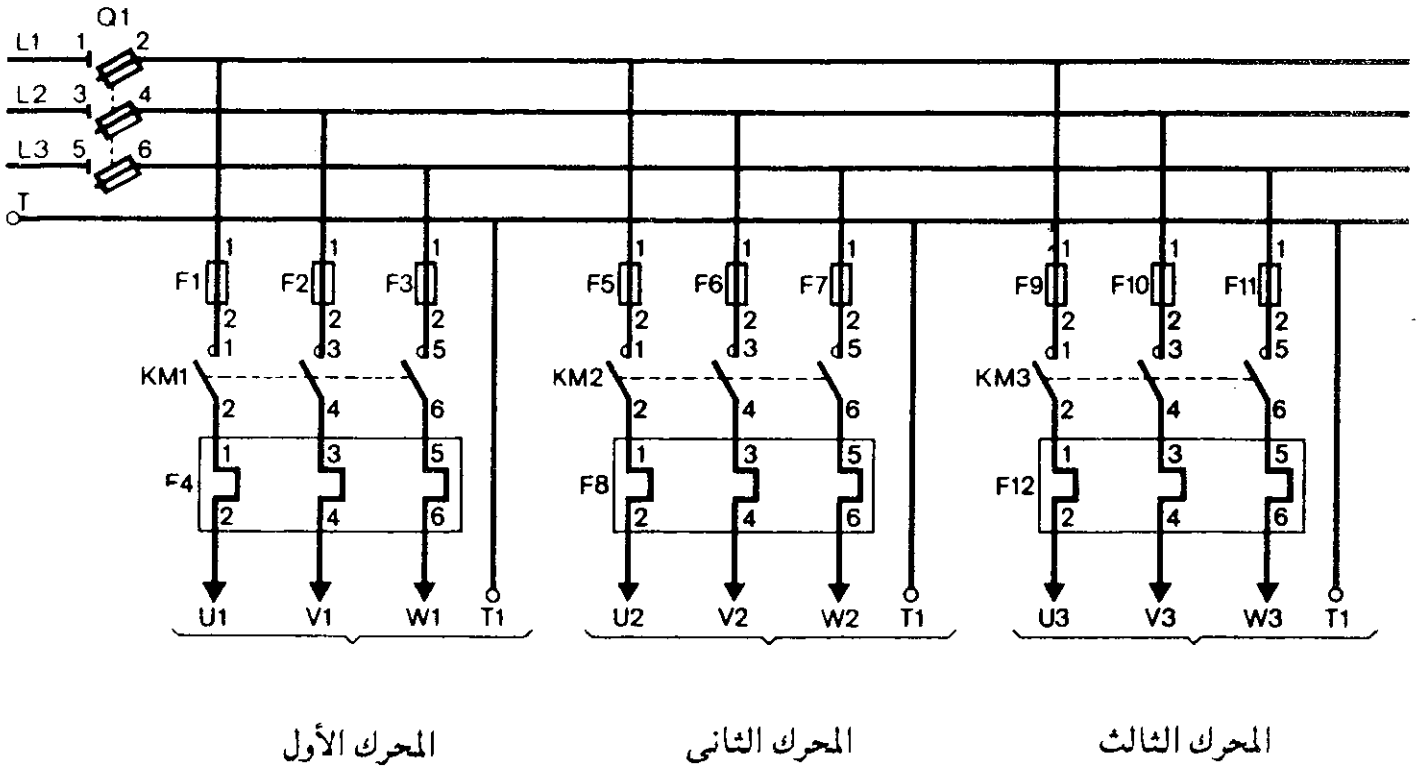 Q1
L1 1 2
L2 3 4
L3 5 6
T
1 1 1 1 1 1 1 1 1
F1 F2 F3 F5 F6 F7 F9 F10 F11
2 2 2 2 2 2 2 2 2
1 3 5 1 3 5 1 3 5
KM1 KM2 KM3
2 4 6 2 4 6 2 4 6
1 3 5 1 3 5 1 3 5
F4 F8 F12
2 4 6 2 4 6 2 4 6
U1 V1 W1 T1 U2 V2 W2 T1 U3 V3 W3 T1
المحرك الأول
المحرك الثانى
المحرك الثالث